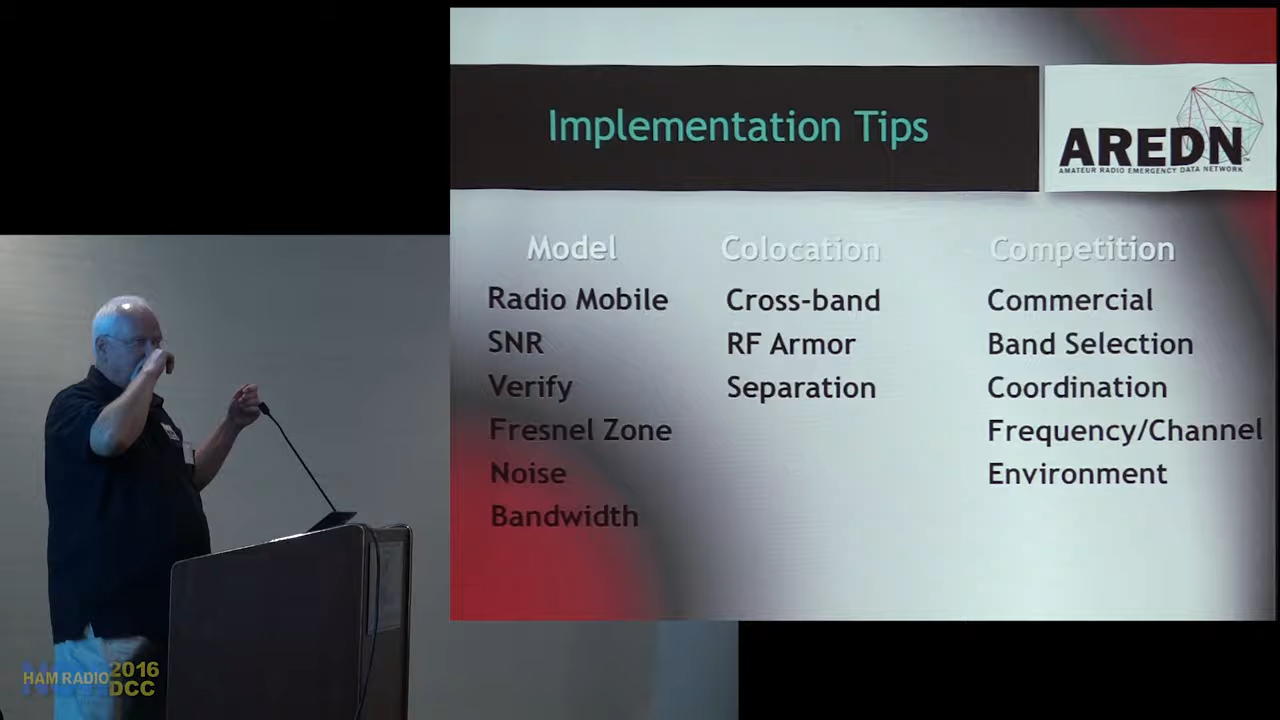 Implementation Tips
AREDN
AMATEUR RADIO EMERGENCY DATA NETWORK
Model
Radio Mobile
SNR
Verify
Fresnel Zone
Noise
Bandwidth
Colocation
Cross-band
RF Armor
Separation
Competition
Commercial
Band Selection
Coordination
Frequency/Channel
Environment
HAM RADIO 2016
DCC